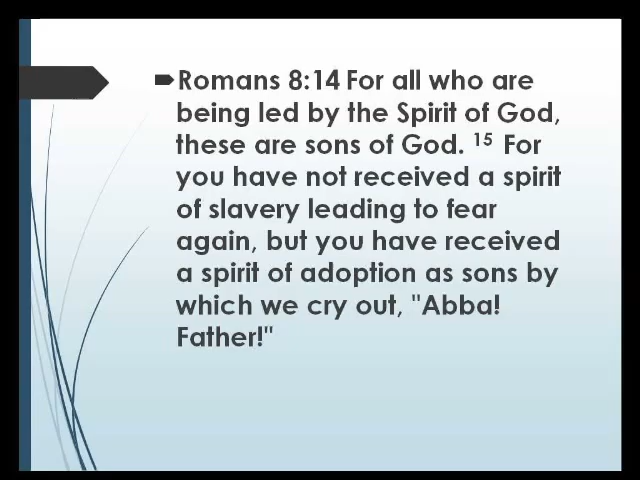 Romans 8:14 For all who are
being led by the Spirit of God,
these are sons of God. 15 For
you have not received a spirit
of slavery leading to fear
again, but you have received
a spirit of adoption as sons by
which we cry out, "Abba!
Father!"